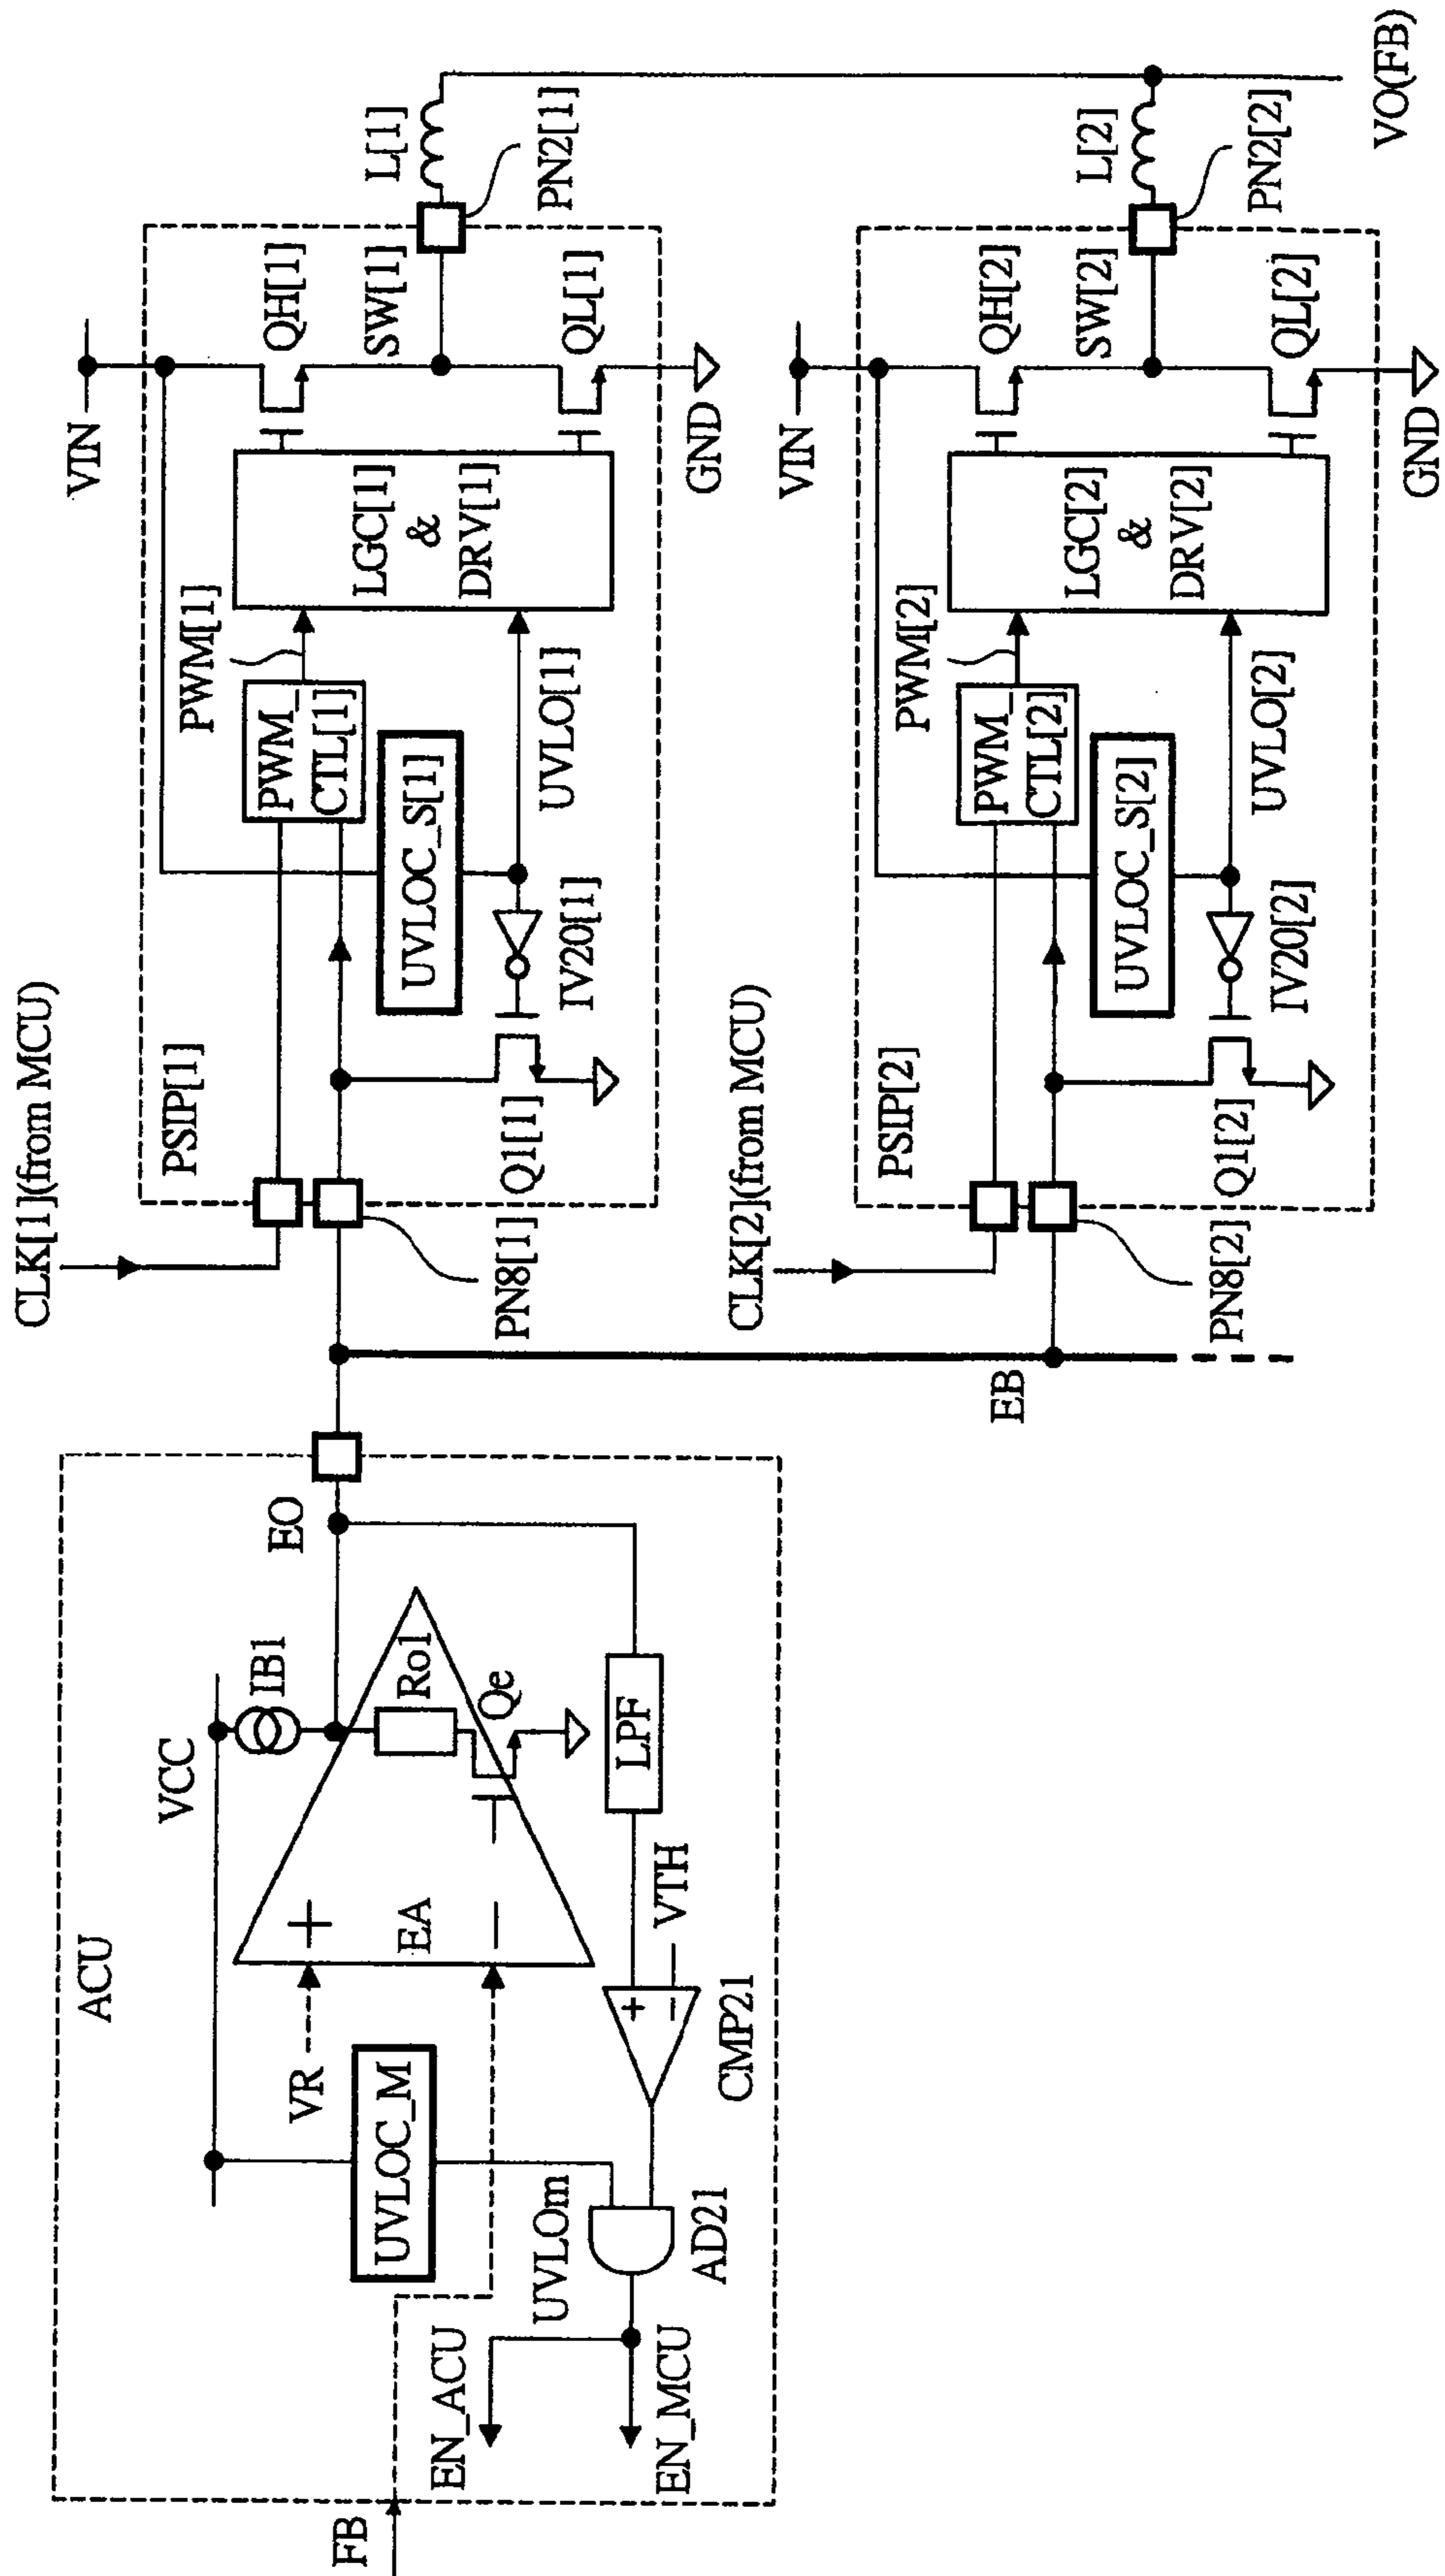 ACU
VCC
IB1
EO
VR
+
EA
−
Ro1
Qe
UVLOC_M
FB
UVLOm
LPF
VTH
+
−
CMP21
AD21
EN_ACU
EN_MCU
EB
CLK[1](from MCU)
PN8[1]
PSIP[1]
PWM_
CTL[1]
PWM[1]
UVLOC_S[1]
UVLO[1]
IV20[1]
Q1[1]
LGC[1]
&
DRV[1]
VIN
QH[1]
SW[1]
QL[1]
GND
L[1]
PN2[1]
CLK[2](from MCU)
PN8[2]
PSIP[2]
PWM_
CTL[2]
PWM[2]
UVLOC_S[2]
UVLO[2]
IV20[2]
Q1[2]
LGC[2]
&
DRV[2]
VIN
QH[2]
SW[2]
QL[2]
GND
L[2]
PN2[2]
VO(FB)